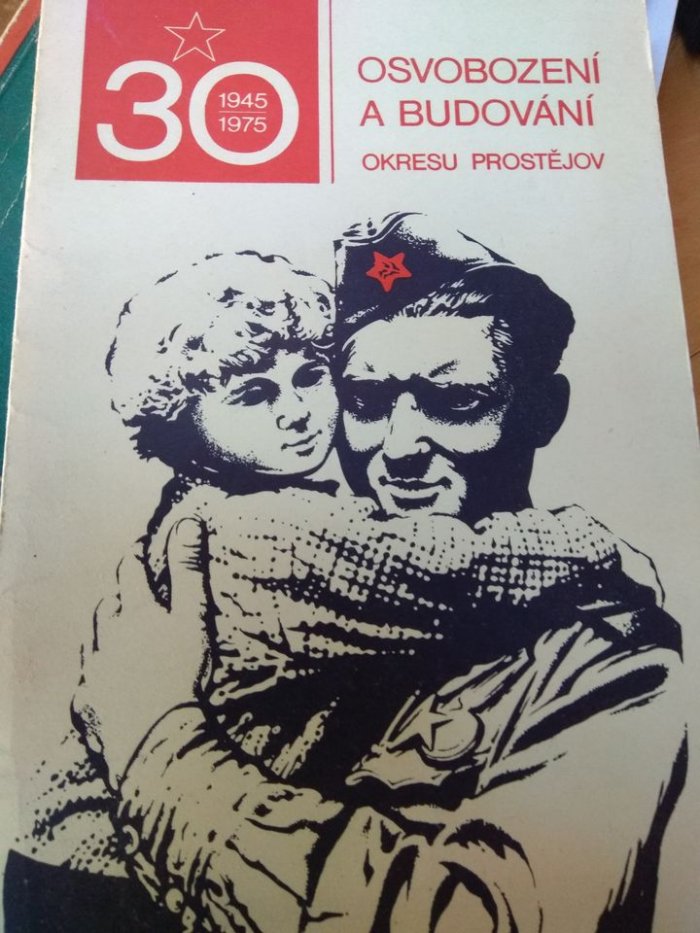 30
1945
1975
OSVOBOZENÍ
A BUDOVÁNÍ
OKRESU PROSTĚJOV